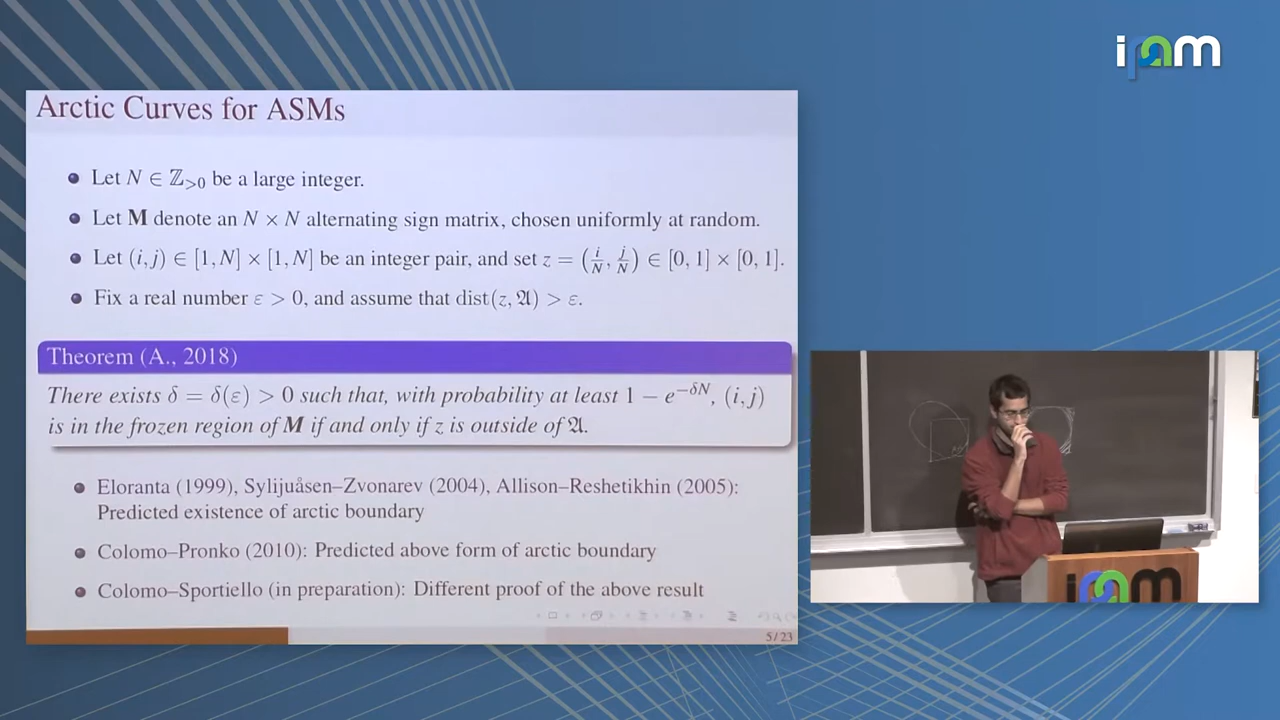 ipam
Arctic Curves for ASMs
Let N ∈ ℤ>0 be a large integer.
Let M denote an N × N alternating sign matrix, chosen uniformly at random.
Let (i, j) ∈ [1, N] × [1, N] be an integer pair, and set z = (i/N, j/N) ∈ [0, 1] × [0, 1].
Fix a real number ε > 0, and assume that dist(z, 𝔄) > ε.
Theorem (A., 2018)
There exists δ = δ(ε) > 0 such that, with probability at least 1 − e^{−δN}, (i, j)
is in the frozen region of M if and only if z is outside of 𝔄.
Eloranta (1999), Sylijuåsen–Zvonarev (2004), Allison–Reshetikhin (2005):
Predicted existence of arctic boundary
Colomo–Pronko (2010): Predicted above form of arctic boundary
Colomo–Sportiello (in preparation): Different proof of the above result
5/23
ipam